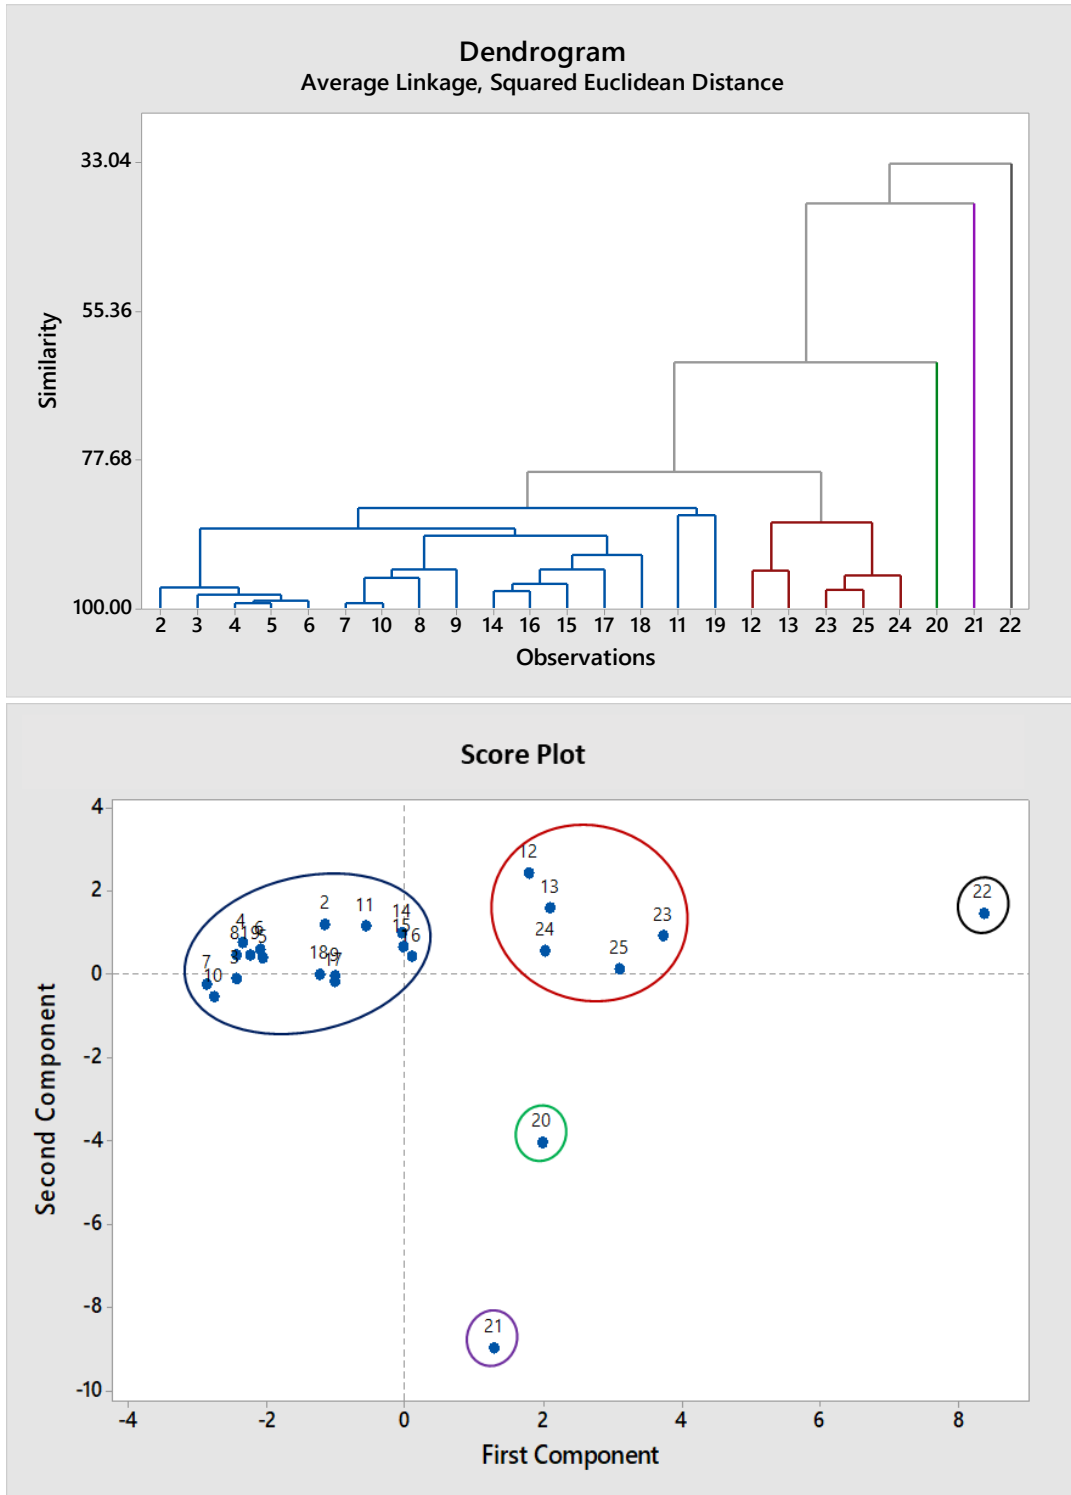 Dendrogram
Average Linkage, Squared Euclidean Distance
33.04
55.36
77.68
100.00
Similarity
2 3 4 5 6 7 10 8 9 14 16 15 17 18 11 19 12 13 23 25 24 20 21 22
Observations
Score Plot
4
2
0
-2
-4
-6
-8
-10
Second Component
12
13
2 11 14 23 22
4 6 15 24
8 19 5 16 25
7 3 18 9 17
10
20
21
-4 -2 0 2 4 6 8
First Component